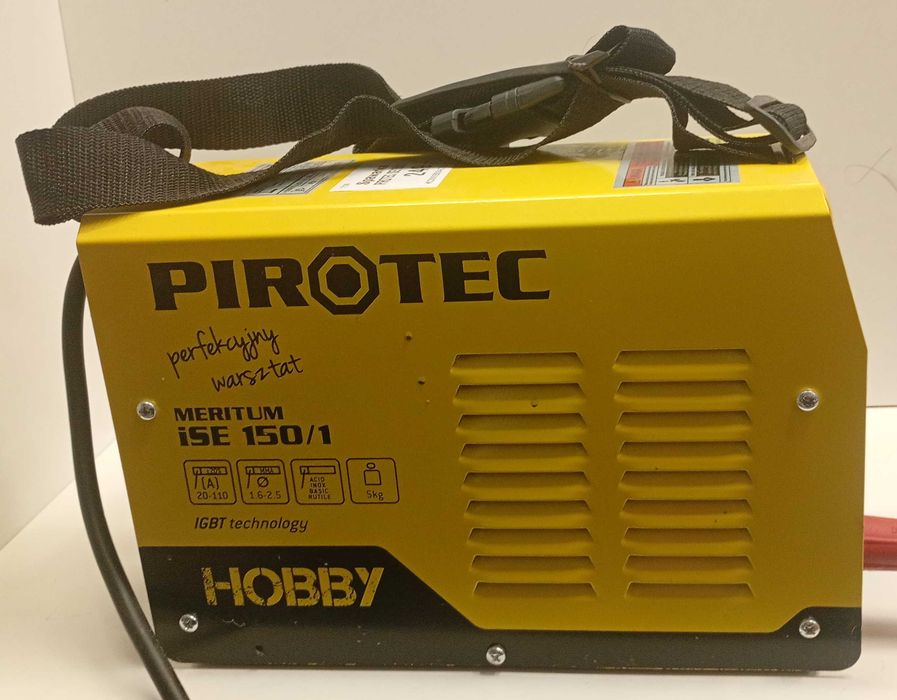 PIROTEC
perfekcyjny
warsztat
MERITUM
iSE 150/1
[A]
20-110
MMA
1.6-2.5
ACID
INOX
BASIC
RUTILE
5kg
IGBT technology
HOBBY